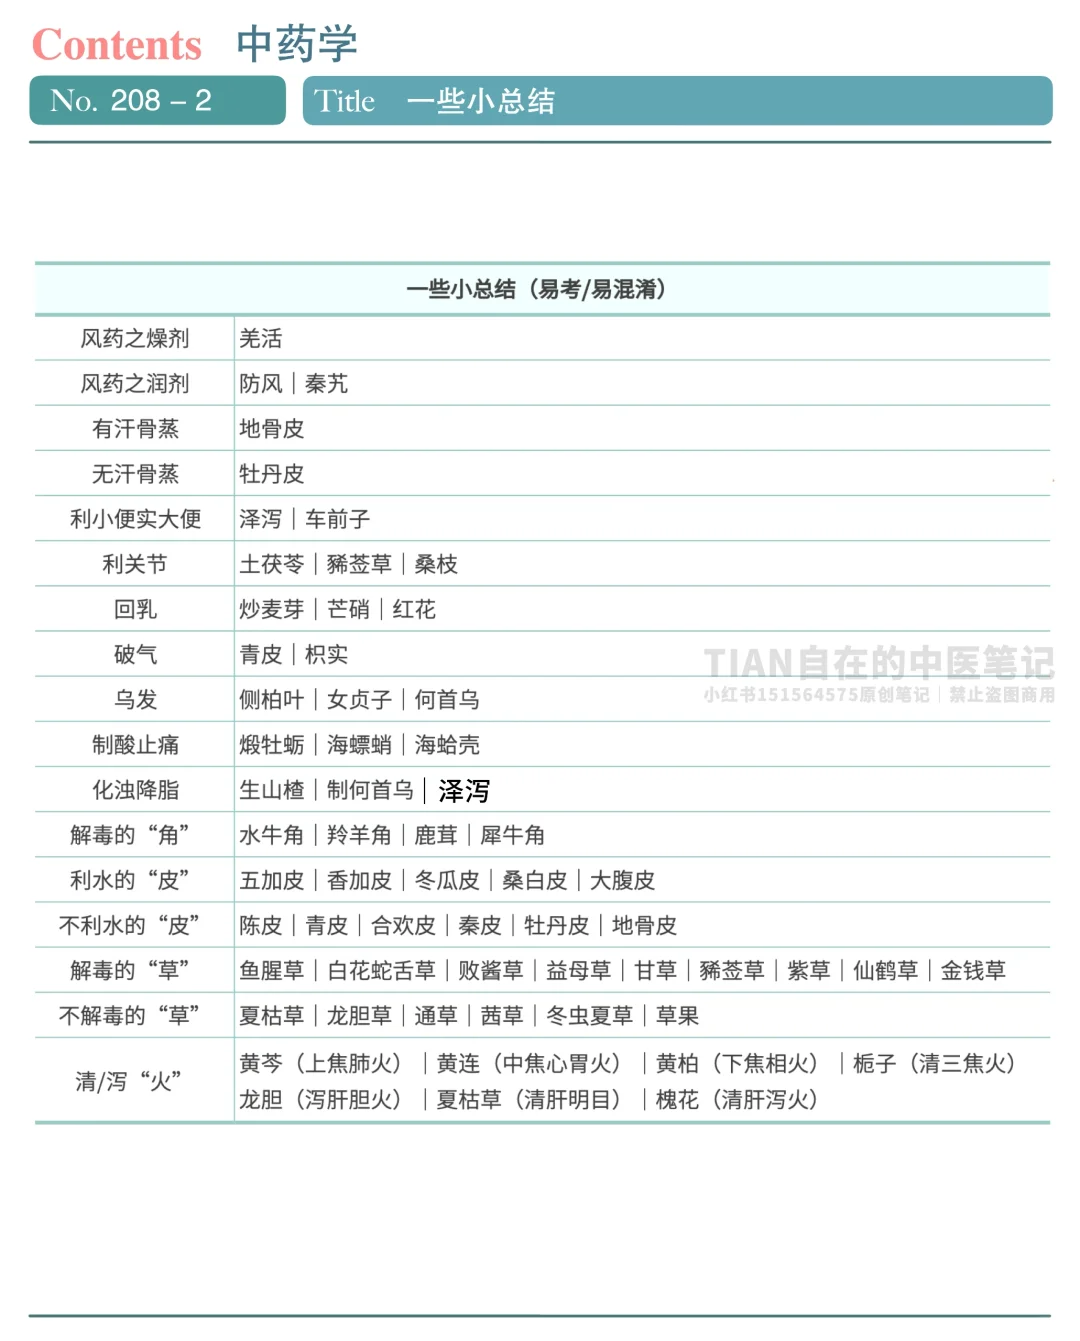 Contents 中药学
No. 208 – 2 Title 一些小总结
一些小总结（易考/易混淆）
风药之燥剂 羌活
风药之润剂 防风｜秦艽
有汗骨蒸 地骨皮
无汗骨蒸 牡丹皮
利小便实大便 泽泻｜车前子
利关节 土茯苓｜豨莶草｜桑枝
回乳 炒麦芽｜芒硝｜红花
破气 青皮｜枳实
TIAN自在的中医笔记
小红书151564575原创笔记｜禁止盗图商用
乌发 侧柏叶｜女贞子｜何首乌
制酸止痛 煅牡蛎｜海螵蛸｜海蛤壳
化浊降脂 生山楂｜制何首乌｜泽泻
解毒的“角” 水牛角｜羚羊角｜鹿茸｜犀牛角
利水的“皮” 五加皮｜香加皮｜冬瓜皮｜桑白皮｜大腹皮
不利水的“皮” 陈皮｜青皮｜合欢皮｜秦皮｜牡丹皮｜地骨皮
解毒的“草” 鱼腥草｜白花蛇舌草｜败酱草｜益母草｜甘草｜豨莶草｜紫草｜仙鹤草｜金钱草
不解毒的“草” 夏枯草｜龙胆草｜通草｜茜草｜冬虫夏草｜草果
清/泻“火” 黄芩（上焦肺火）｜黄连（中焦心胃火）｜黄柏（下焦相火）｜栀子（清三焦火）
龙胆（泻肝胆火）｜夏枯草（清肝明目）｜槐花（清肝泻火）